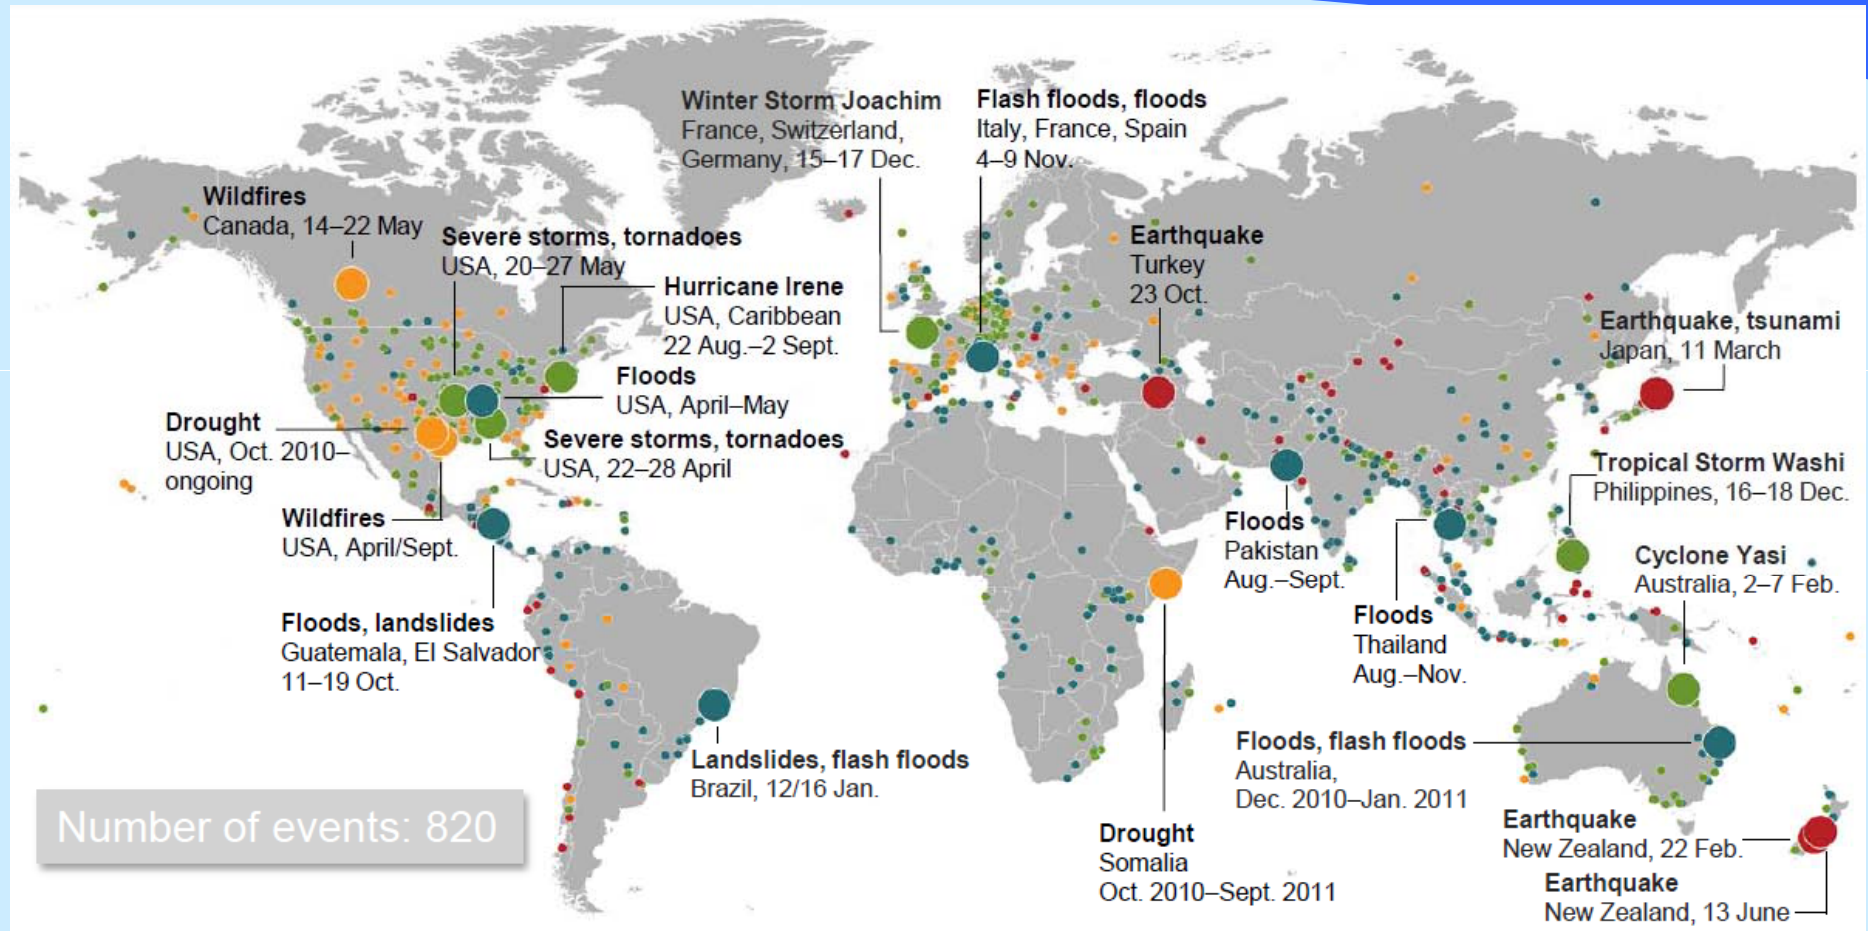 Winter Storm Joachim
France, Switzerland,
Germany, 15–17 Dec.
Flash floods, floods
Italy, France, Spain
4–9 Nov.
Wildfires
Canada, 14–22 May
Severe storms, tornadoes
USA, 20–27 May
Hurricane Irene
USA, Caribbean
22 Aug.–2 Sept.
Earthquake
Turkey
23 Oct.
Earthquake, tsunami
Japan, 11 March
Floods
USA, April–May
Drought
USA, Oct. 2010–
ongoing
Severe storms, tornadoes
USA, 22–28 April
Tropical Storm Washi
Philippines, 16–18 Dec.
Wildfires
USA, April/Sept.
Floods
Pakistan
Aug.–Sept.
Cyclone Yasi
Australia, 2–7 Feb.
Floods, landslides
Guatemala, El Salvador
11–19 Oct.
Floods
Thailand
Aug.–Nov.
Landslides, flash floods
Brazil, 12/16 Jan.
Floods, flash floods
Australia,
Dec. 2010–Jan. 2011
Number of events: 820
Drought
Somalia
Oct. 2010–Sept. 2011
Earthquake
New Zealand, 22 Feb.
Earthquake
New Zealand, 13 June